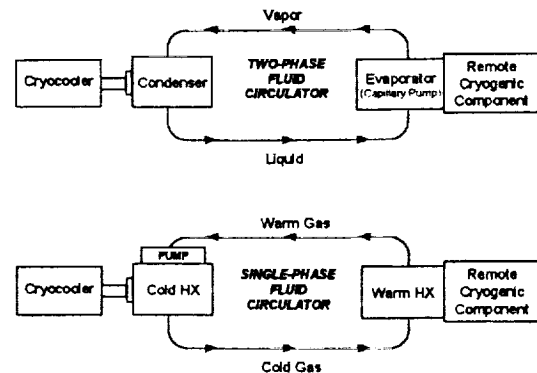 Vapor
Cryocooler
Condenser
TWO-PHASE
FLUID
CIRCULATOR
Evaporator
(Capillary Pump)
Remote
Cryogenic
Component
Liquid
Warm Gas
PUMP
Cryocooler
Cold HX
SINGLE-PHASE
FLUID
CIRCULATOR
Warm HX
Remote
Cryogenic
Component
Cold Gas